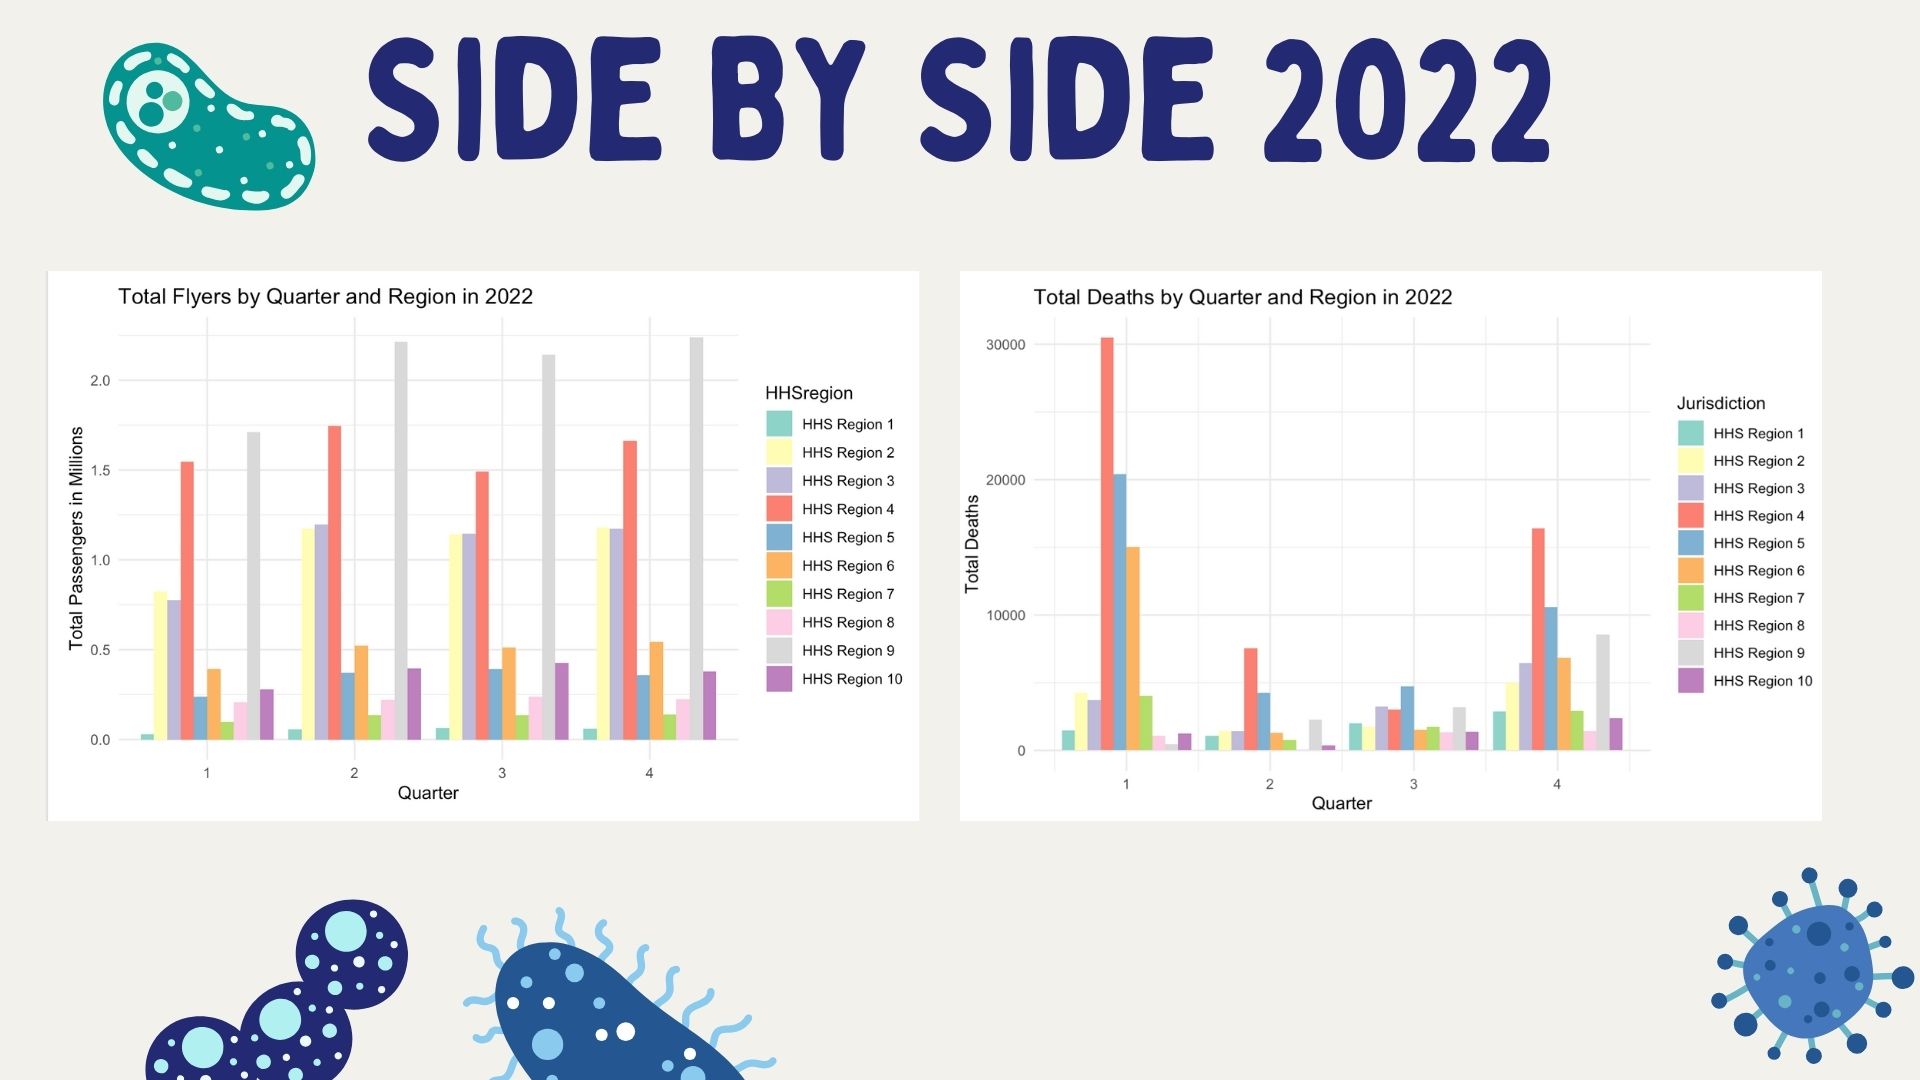 SIDE BY SIDE 2022
Total Flyers by Quarter and Region in 2022
Total Passengers in Millions
2.0
1.5
1.0
0.5
0.0
1 2 3 4
Quarter
HHSregion
HHS Region 1
HHS Region 2
HHS Region 3
HHS Region 4
HHS Region 5
HHS Region 6
HHS Region 7
HHS Region 8
HHS Region 9
HHS Region 10
Total Deaths by Quarter and Region in 2022
Total Deaths
30000
20000
10000
0
1 2 3 4
Quarter
Jurisdiction
HHS Region 1
HHS Region 2
HHS Region 3
HHS Region 4
HHS Region 5
HHS Region 6
HHS Region 7
HHS Region 8
HHS Region 9
HHS Region 10